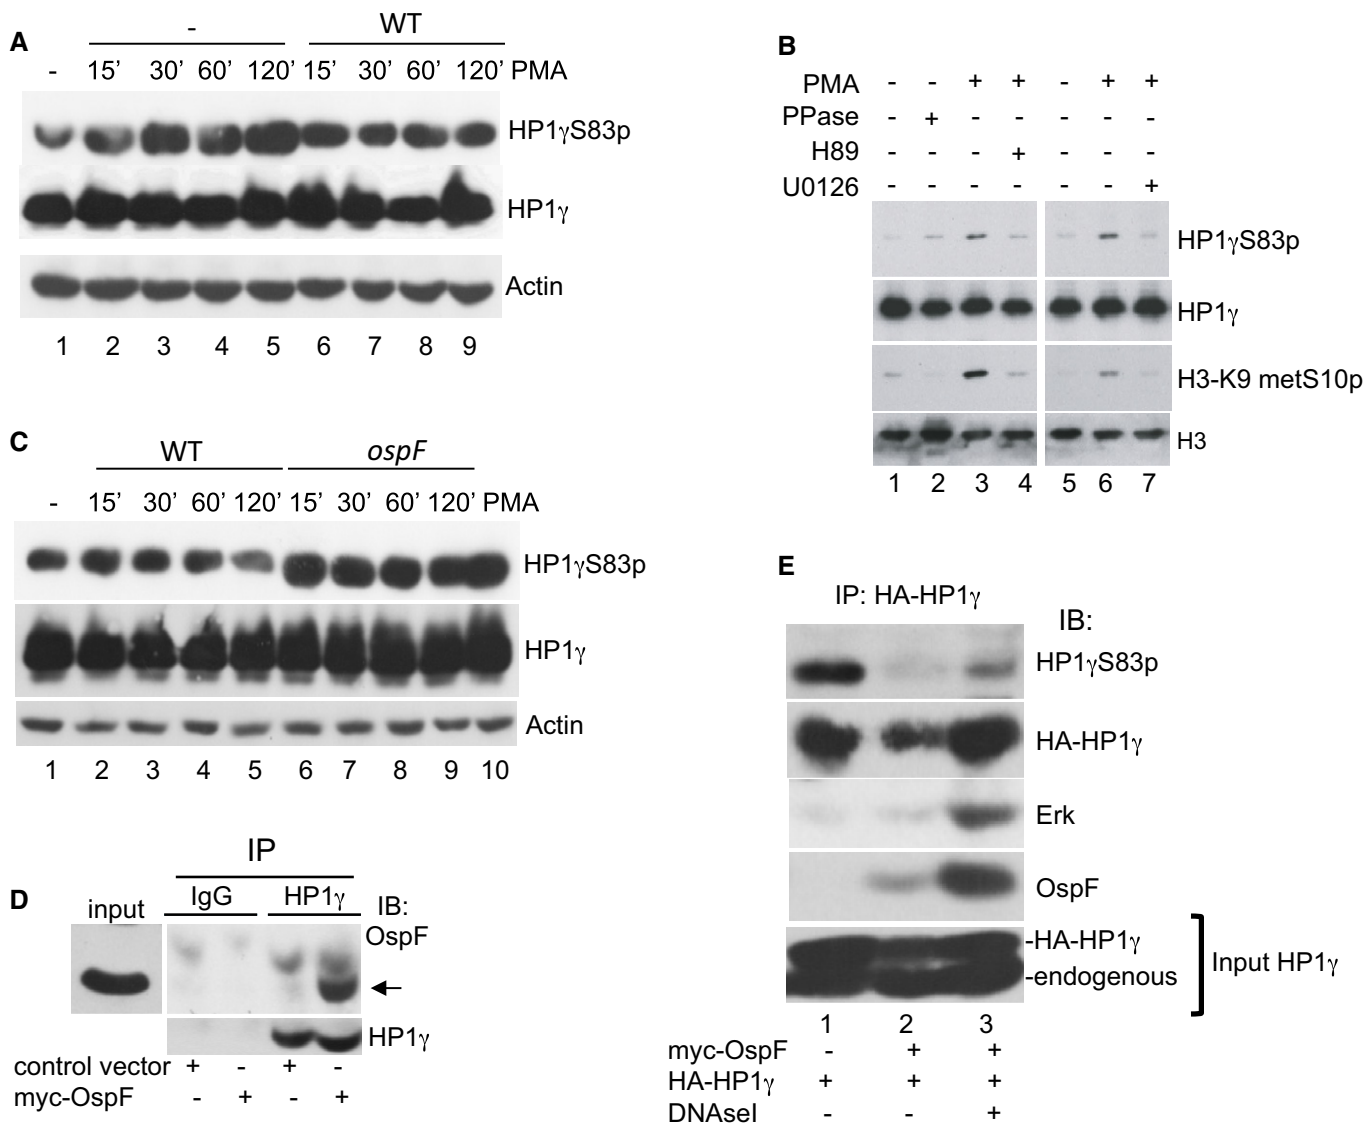 A
- WT
- 15’ 30’ 60’ 120’ 15’ 30’ 60’ 120’ PMA
HP1γS83p
HP1γ
Actin
1 2 3 4 5 6 7 8 9
B
PMA - - + + - + +
PPase - + - - - - -
H89 - - - + - - -
U0126 - - - - - - +
HP1γS83p
HP1γ
H3-K9 metS10p
H3
1 2 3 4 5 6 7
C
WT ospF
- 15’ 30’ 60’ 120’ 15’ 30’ 60’ 120’ PMA
HP1γS83p
HP1γ
Actin
1 2 3 4 5 6 7 8 9 10
D
IP
input IgG HP1γ IB:
OspF
HP1γ
control vector + - + -
myc-OspF - + - +
E
IP: HA-HP1γ
IB:
HP1γS83p
HA-HP1γ
Erk
OspF
-HA-HP1γ
-endogenous
Input HP1γ
1 2 3
myc-OspF - + +
HA-HP1γ + + +
DNAseI - - +